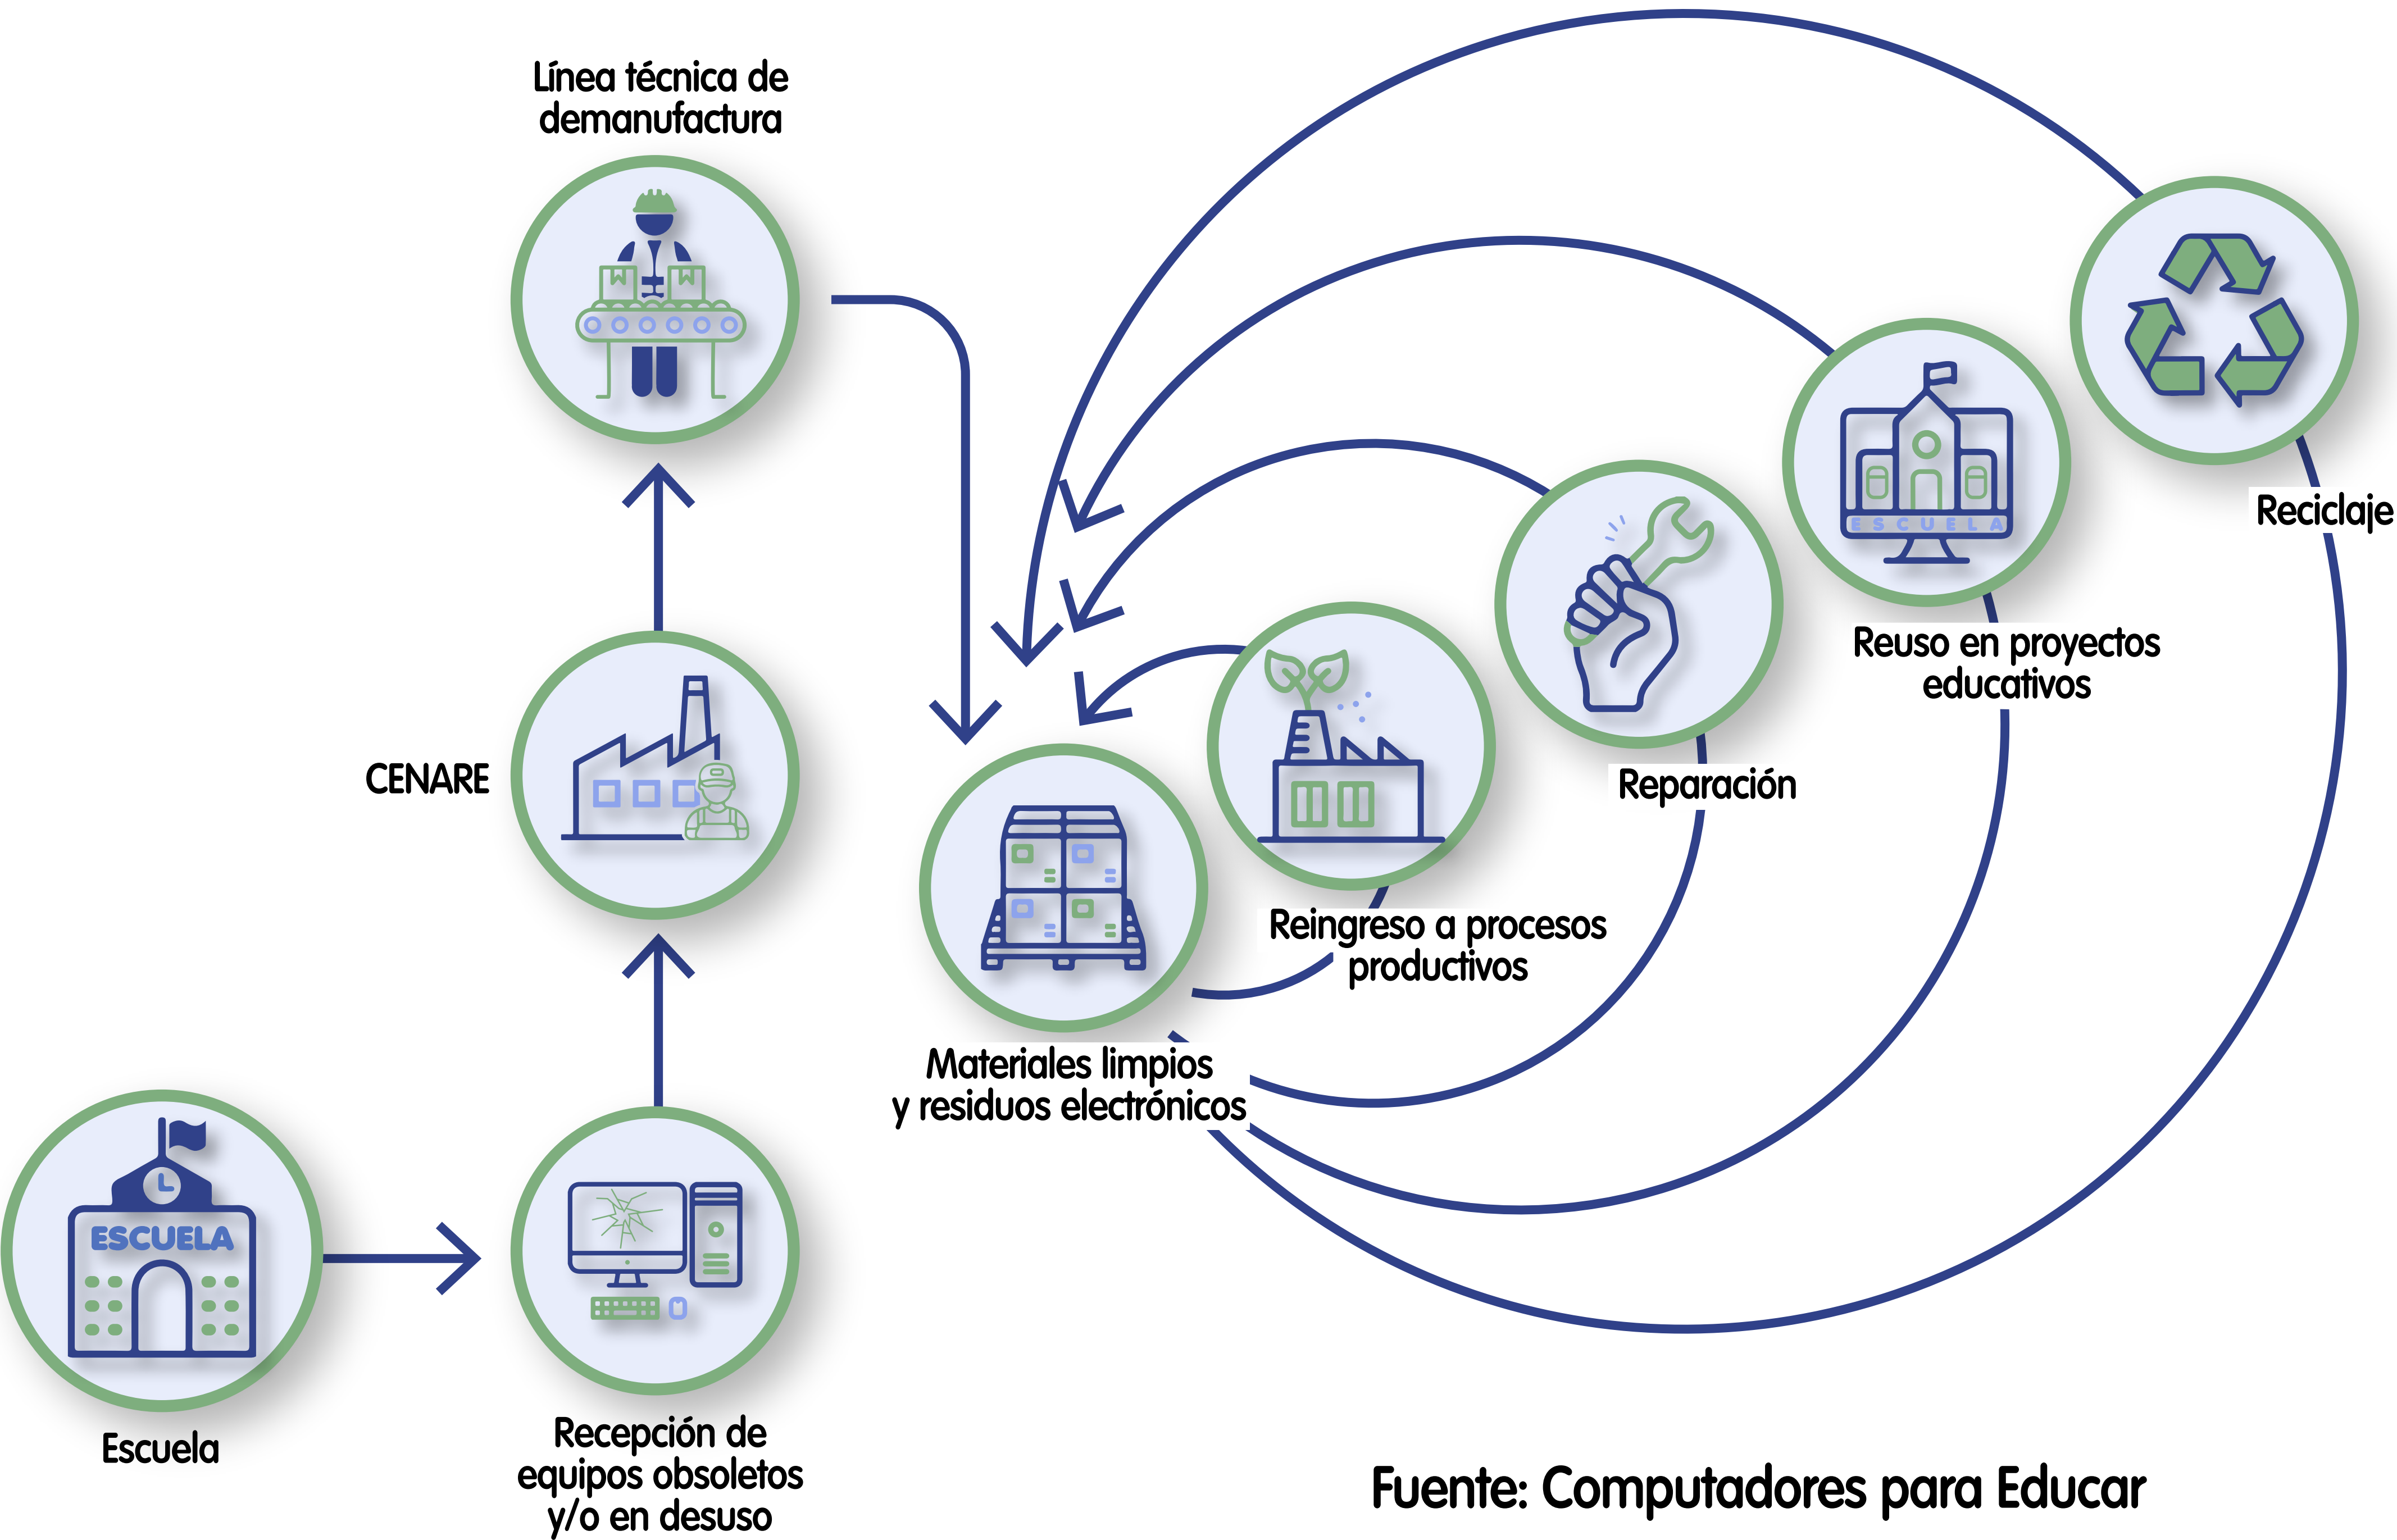 Línea técnica de
demanufactura
ESCUELA
Reciclaje
Reuso en proyectos
educativos
CENARE
Reparación
Reingreso a procesos
productivos
Materiales limpios
y residuos electrónicos
ESCUELA
Escuela
Recepción de
equipos obsoletos
y/o en desuso
Fuente: Computadores para Educar